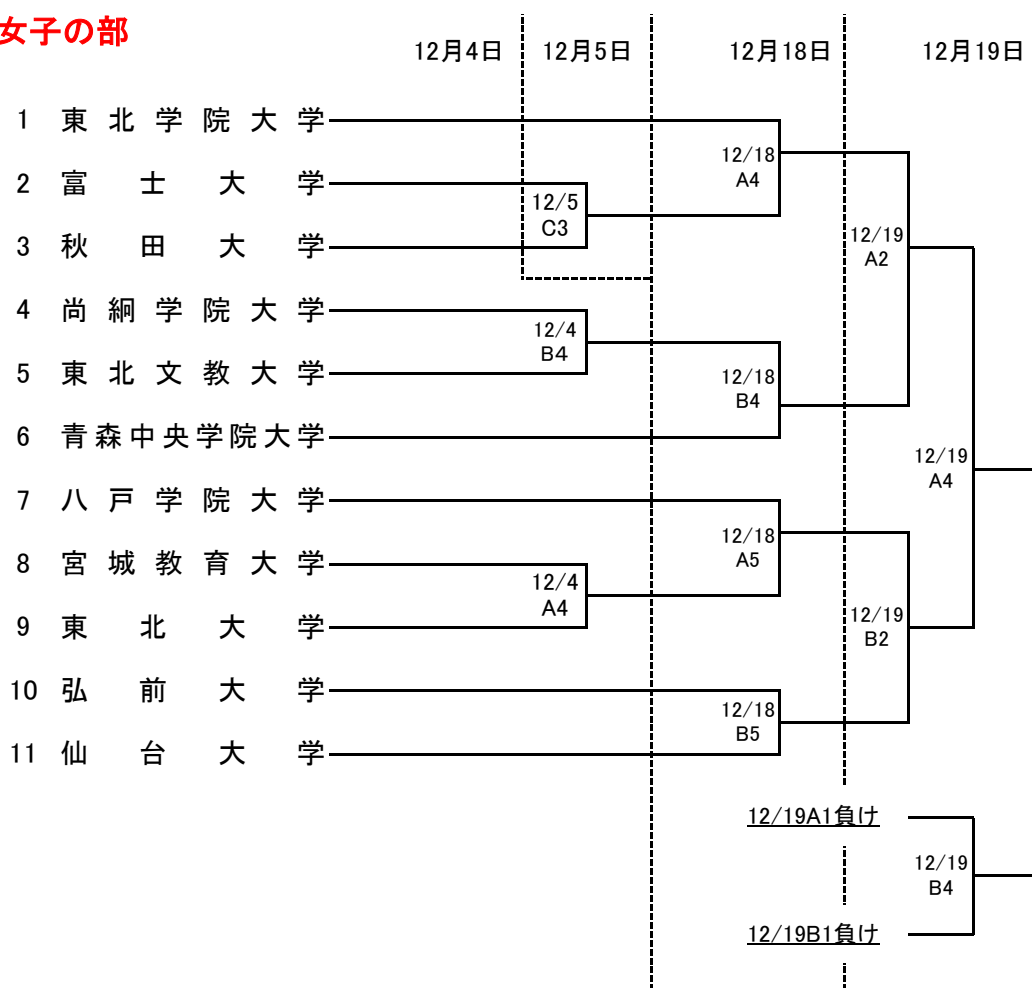 女子の部
12月4日 12月5日 12月18日 12月19日
1 東北学院大学
12/18
A4
2 富士大学
12/5
C3
12/19
A2
3 秋田大学
4 尚絅学院大学
12/4
B4
5 東北文教大学
12/18
B4
6 青森中央学院大学
12/19
A4
7 八戸学院大学
12/18
A5
8 宮城教育大学
12/4
A4
9 東北大学
12/19
B2
10 弘前大学
12/18
B5
11 仙台大学
12/19A1負け
12/19
B4
12/19B1負け